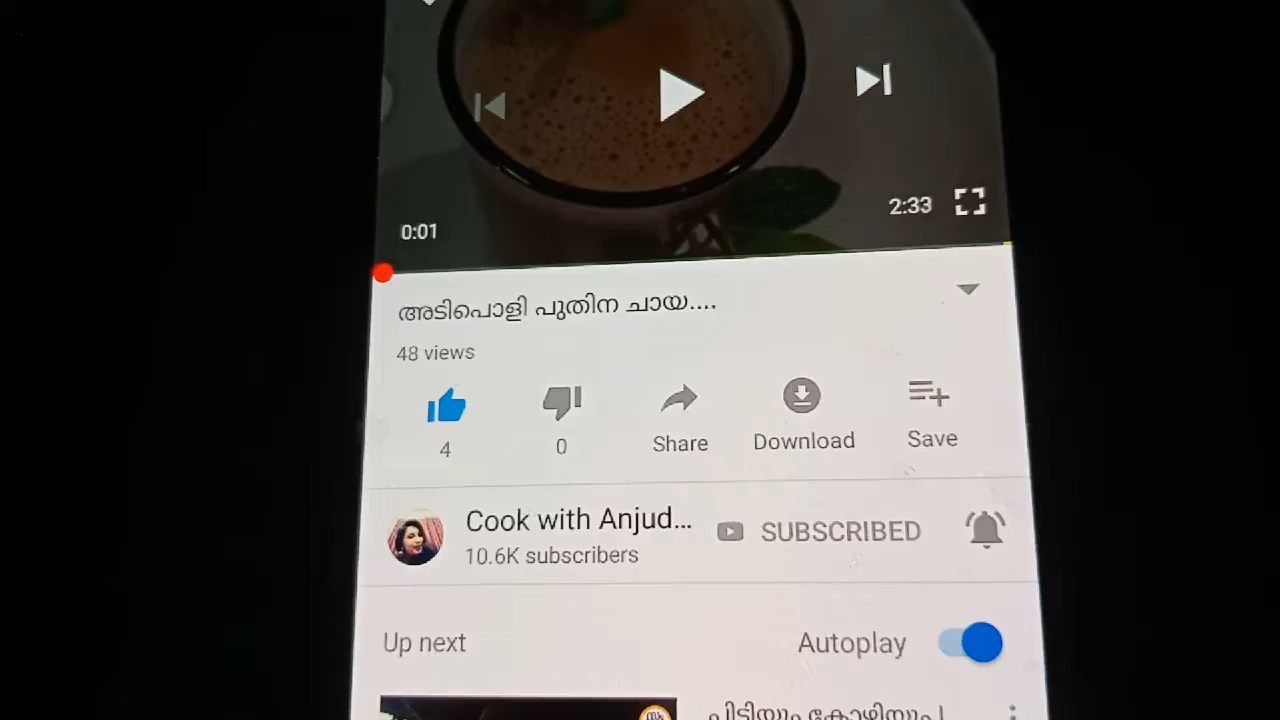 0:01
2:33
അടിപൊളി പുതിന ചായ....
48 views
4
0
Share
Download
Save
Cook with Anjud...
SUBSCRIBED
10.6K subscribers
Up next
Autoplay
പിടിയും